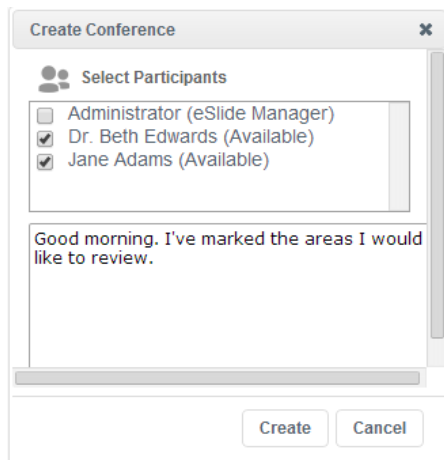 Create Conference
Select Participants
Administrator (eSlide Manager)
Dr. Beth Edwards (Available)
Jane Adams (Available)
Good morning. I've marked the areas I would
like to review.
Create
Cancel